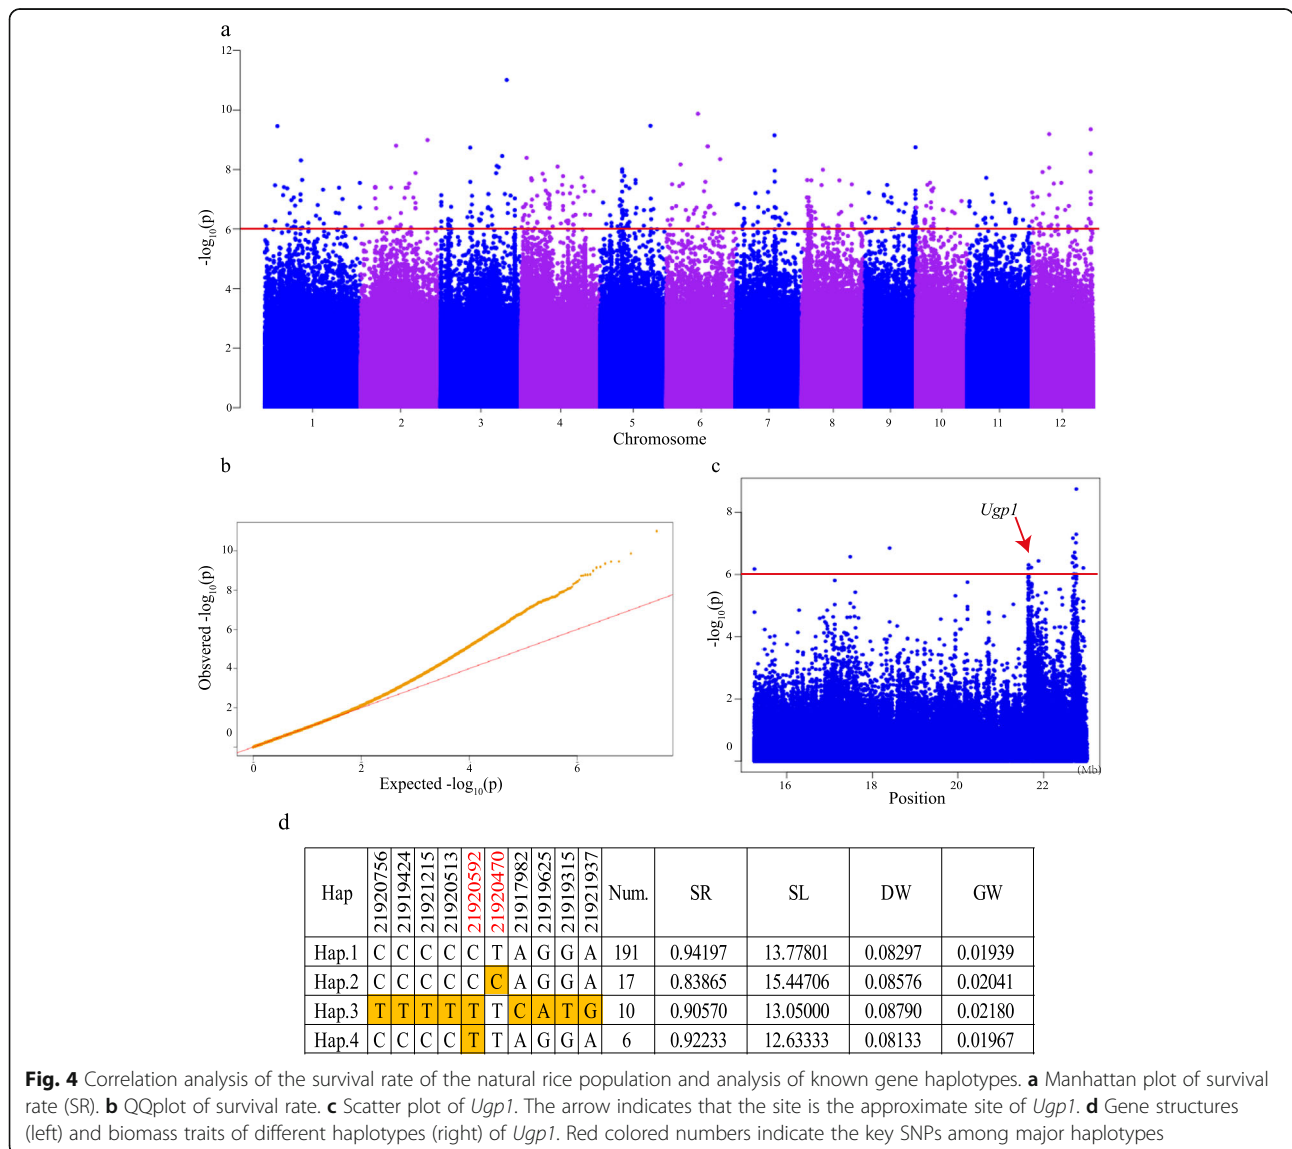 a
12
10
8
6
4
2
0
-log10(p)
1 2 3 4 5 6 7 8 9 10 11 12
Chromosome
b
10
8
6
4
2
0
Obsvered -log10(p)
0 2 4 6
Expected -log10(p)
c
Ugp1
8
6
4
2
0
-log10(p)
16 18 20 22
(Mb)
Position
d
Hap 21920756 21919424 21921215 21920513 21920592 21920470 21917982 21919625 21919315 21921937 Num. SR SL DW GW
Hap.1 C C C C C T A G G A 191 0.94197 13.77801 0.08297 0.01939
Hap.2 C C C C C C A G G A 17 0.83865 15.44706 0.08576 0.02041
Hap.3 T T T T T T C A T G 10 0.90570 13.05000 0.08790 0.02180
Hap.4 C C C C T T A G G A 6 0.92233 12.63333 0.08133 0.01967
Fig. 4 Correlation analysis of the survival rate of the natural rice population and analysis of known gene haplotypes. a Manhattan plot of survival
rate (SR). b QQplot of survival rate. c Scatter plot of Ugp1. The arrow indicates that the site is the approximate site of Ugp1. d Gene structures
(left) and biomass traits of different haplotypes (right) of Ugp1. Red colored numbers indicate the key SNPs among major haplotypes